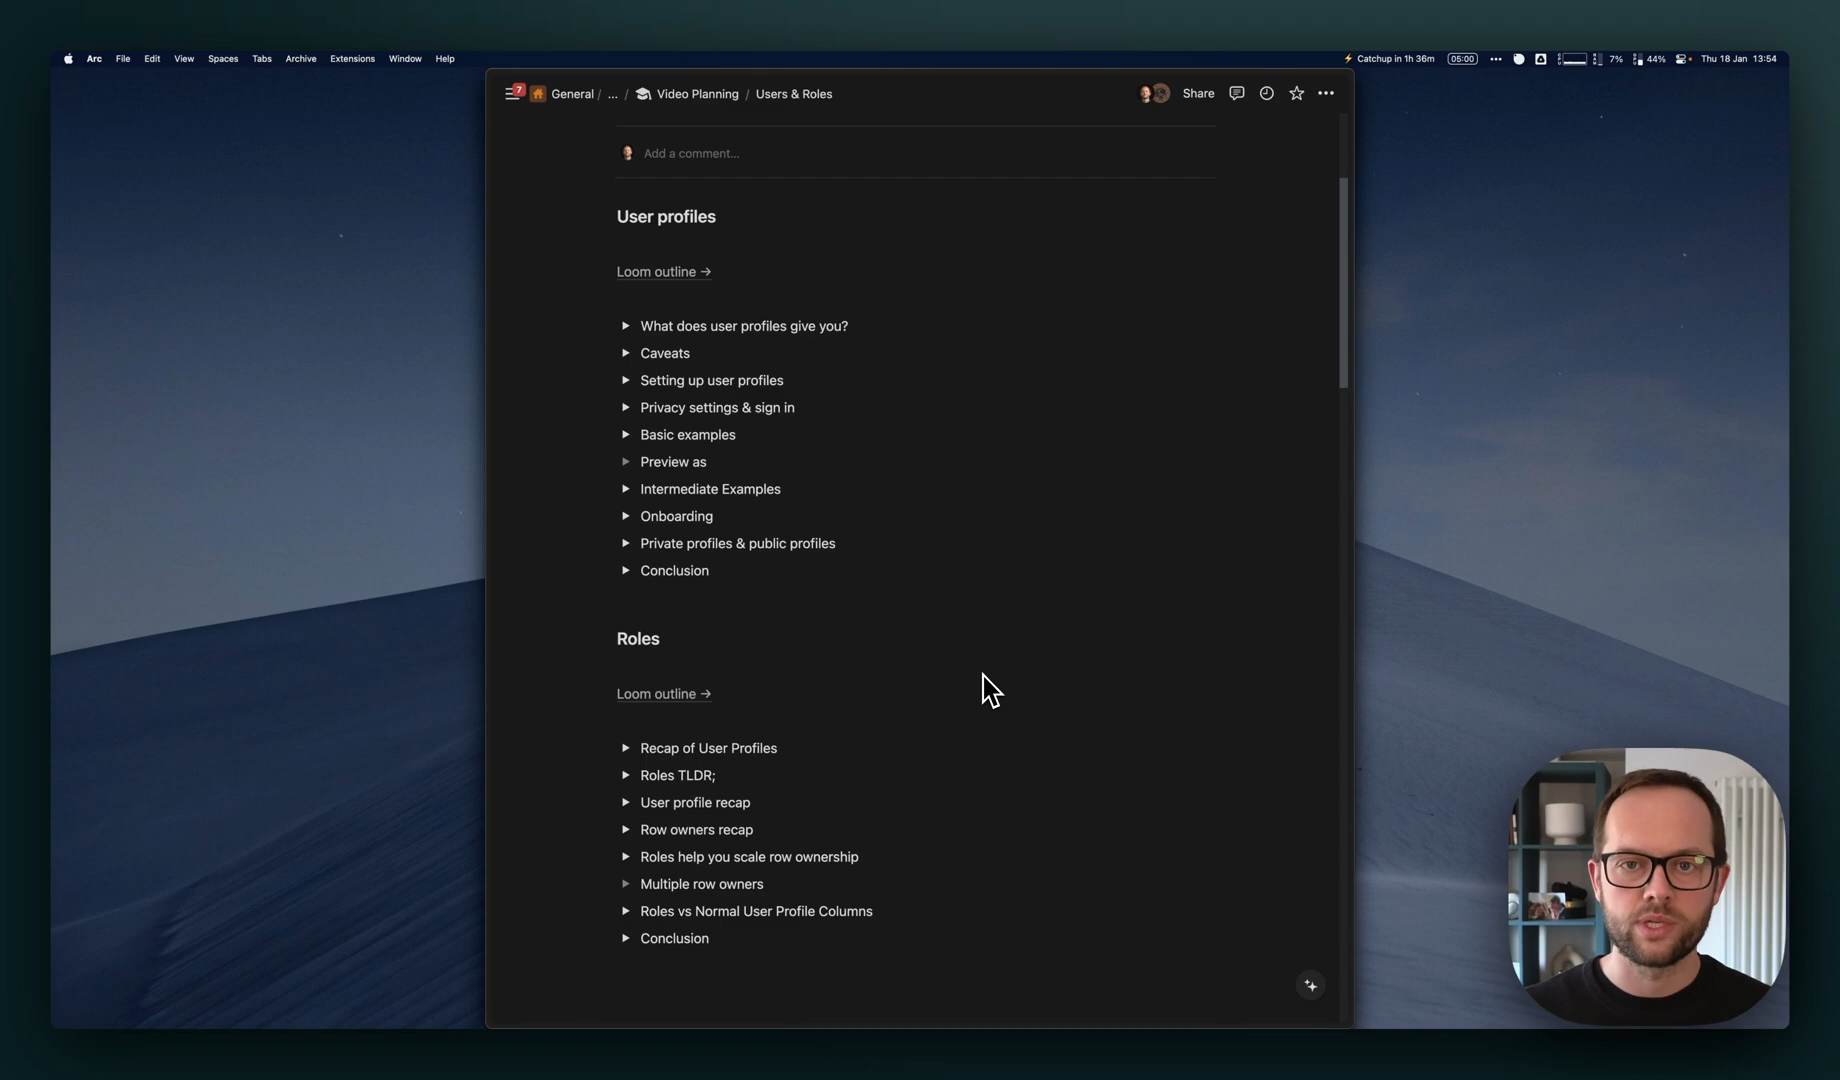 Arc File Edit View Spaces Tabs Archive Extensions Window Help
Catchup in 1h 36m 05:00 ••• 7% 44% Thu 18 Jan 13:54
7 General / ... / Video Planning / Users & Roles
Share •••
Add a comment...
User profiles
Loom outline →
What does user profiles give you?
Caveats
Setting up user profiles
Privacy settings & sign in
Basic examples
Preview as
Intermediate Examples
Onboarding
Private profiles & public profiles
Conclusion
Roles
Loom outline →
Recap of User Profiles
Roles TLDR;
User profile recap
Row owners recap
Roles help you scale row ownership
Multiple row owners
Roles vs Normal User Profile Columns
Conclusion